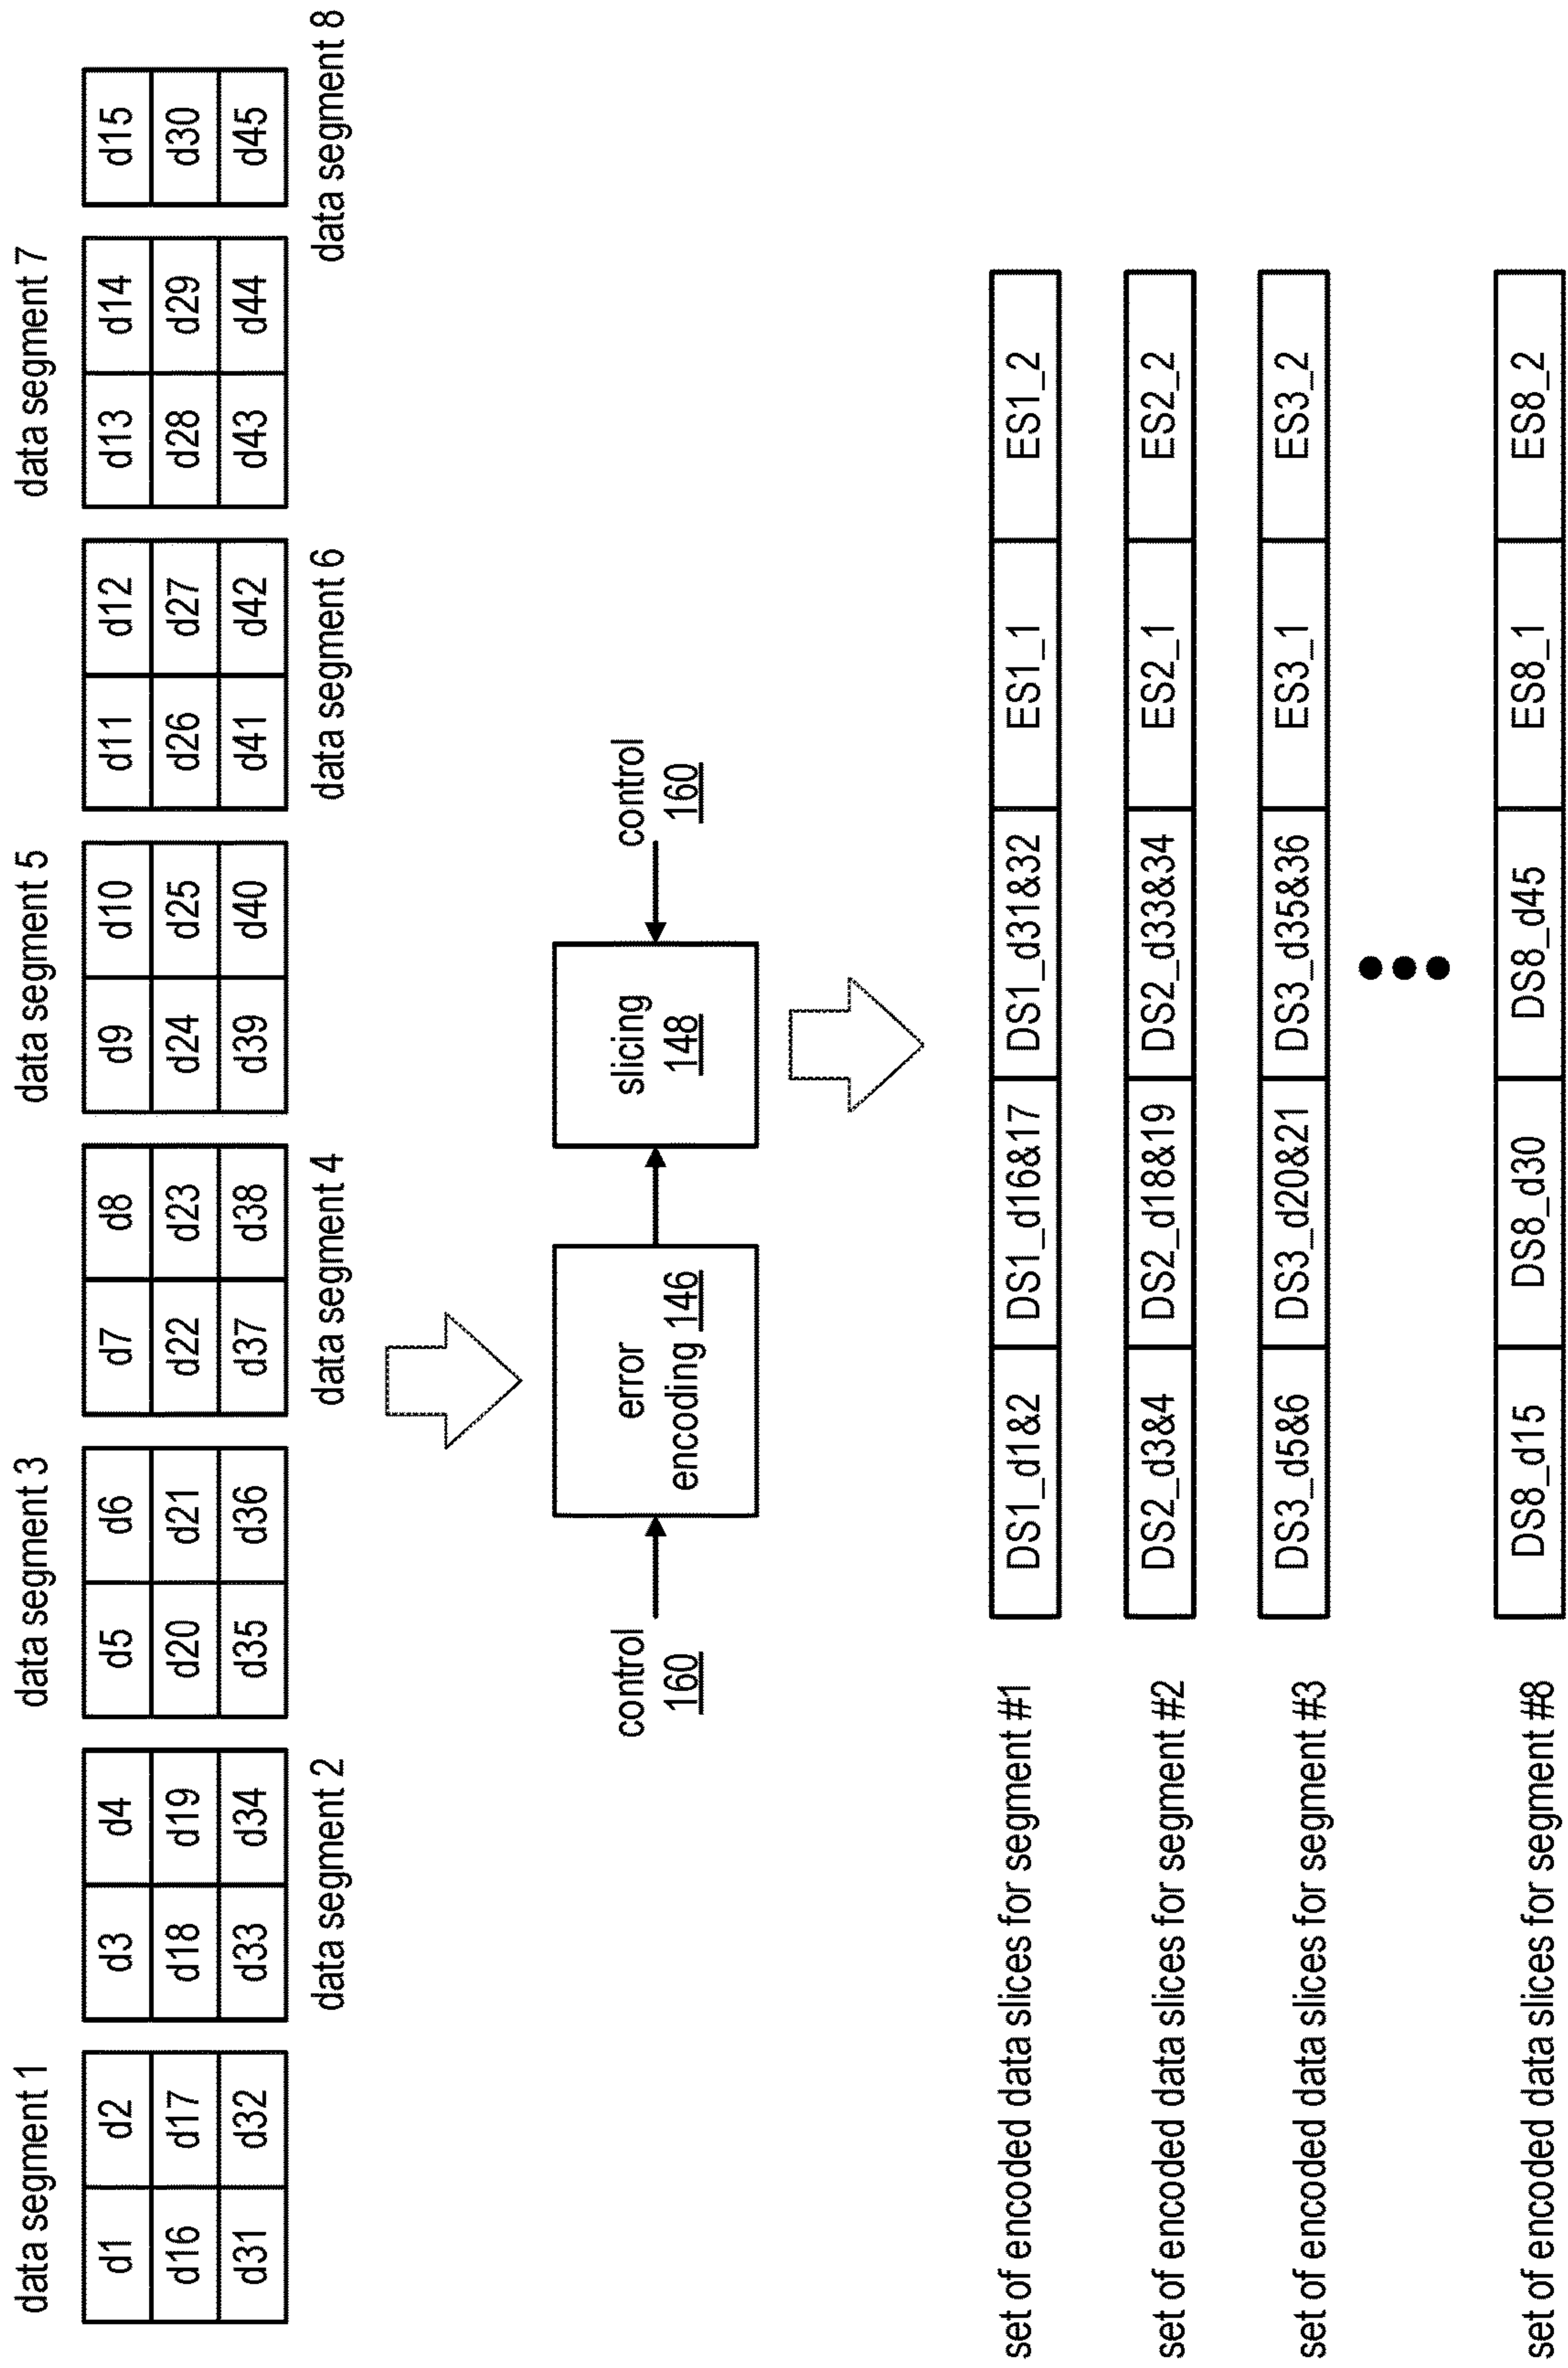 data segment 1 data segment 3 data segment 5 data segment 7
d1 d2 d3 d4 d5 d6 d7 d8 d9 d10 d11 d12 d13 d14 d15
d16 d17 d18 d19 d20 d21 d22 d23 d24 d25 d26 d27 d28 d29 d30
d31 d32 d33 d34 d35 d36 d37 d38 d39 d40 d41 d42 d43 d44 d45
data segment 2 data segment 4 data segment 6 data segment 8
control
160
error
encoding 146
slicing
148
control
160
set of encoded data slices for segment #1 DS1_d1&2 DS1_d16&17 DS1_d31&32 ES1_1 ES1_2
set of encoded data slices for segment #2 DS2_d3&4 DS2_d18&19 DS2_d33&34 ES2_1 ES2_2
set of encoded data slices for segment #3 DS3_d5&6 DS3_d20&21 DS3_d35&36 ES3_1 ES3_2
set of encoded data slices for segment #8 DS8_d15 DS8_d30 DS8_d45 ES8_1 ES8_2